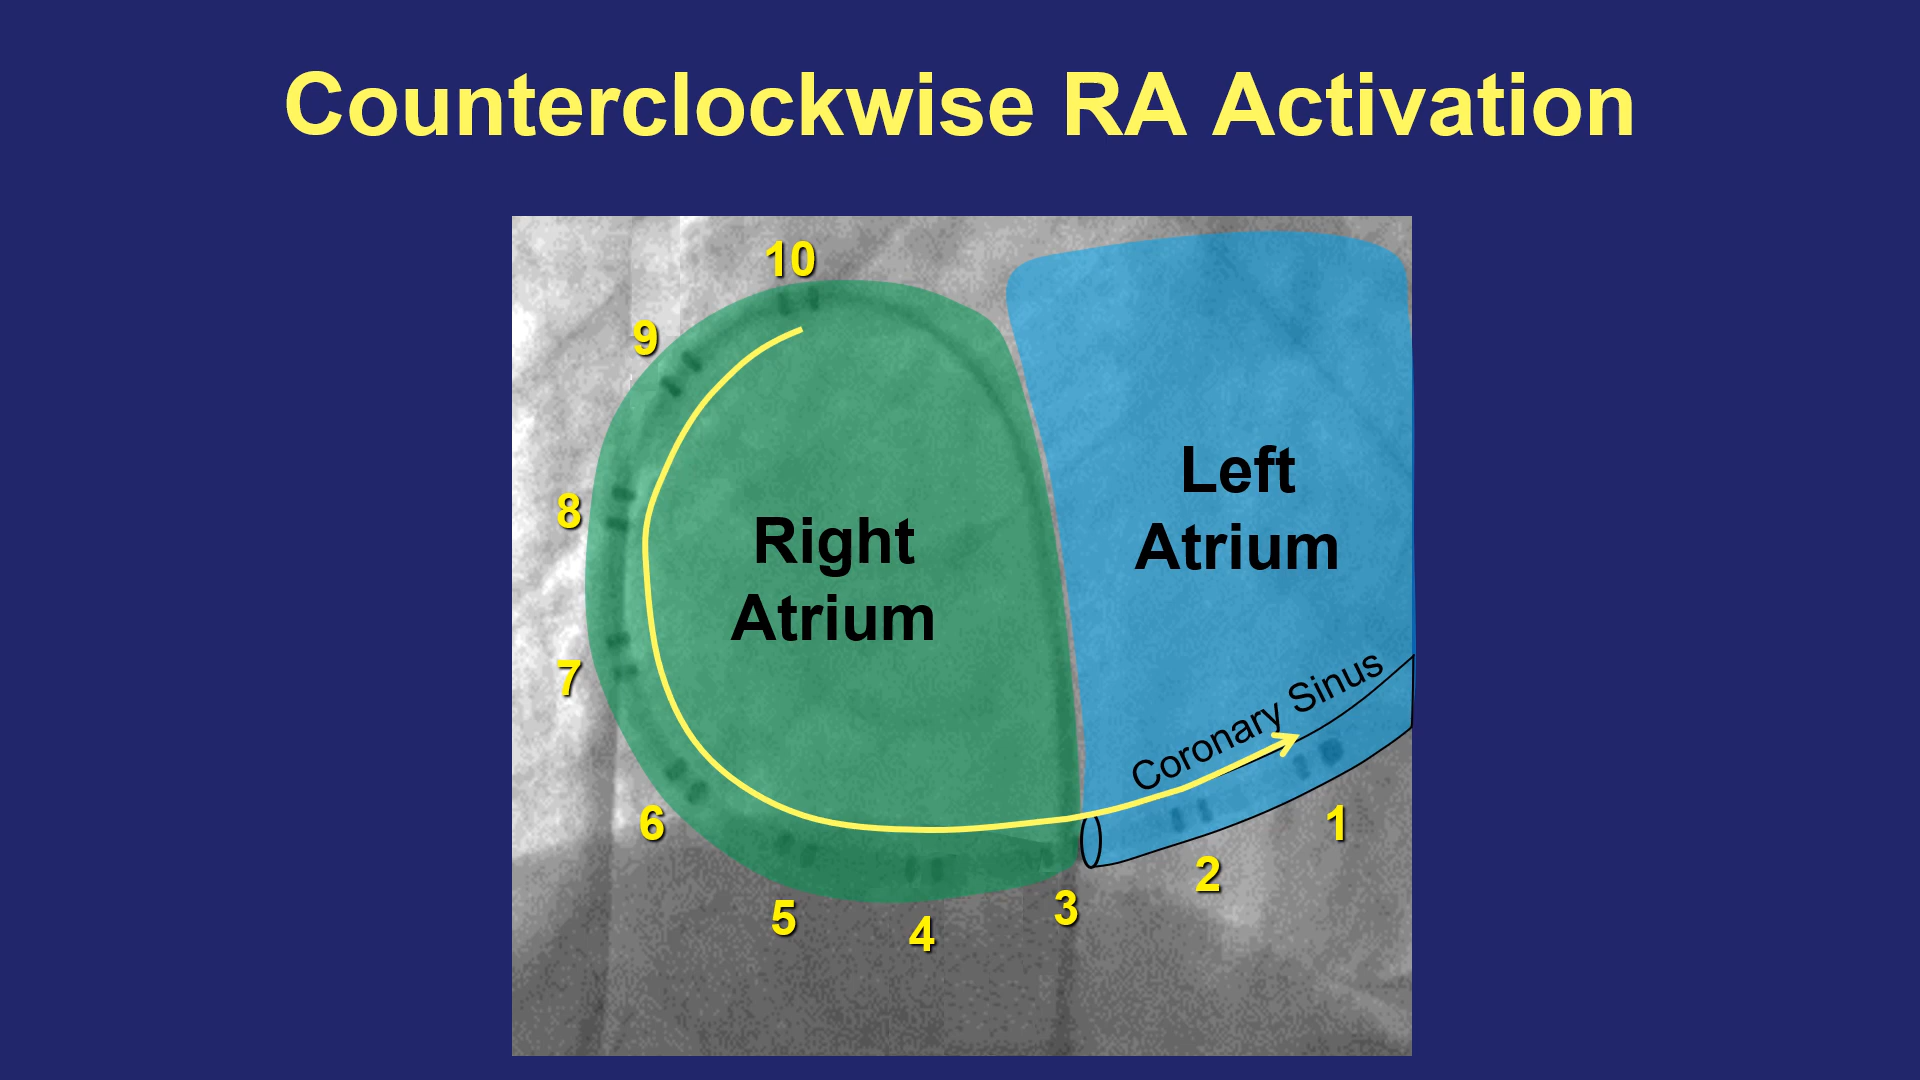 Counterclockwise RA Activation
10
9
8
7
6
5
4
3
2
1
Right
Atrium
Left
Atrium
Coronary Sinus